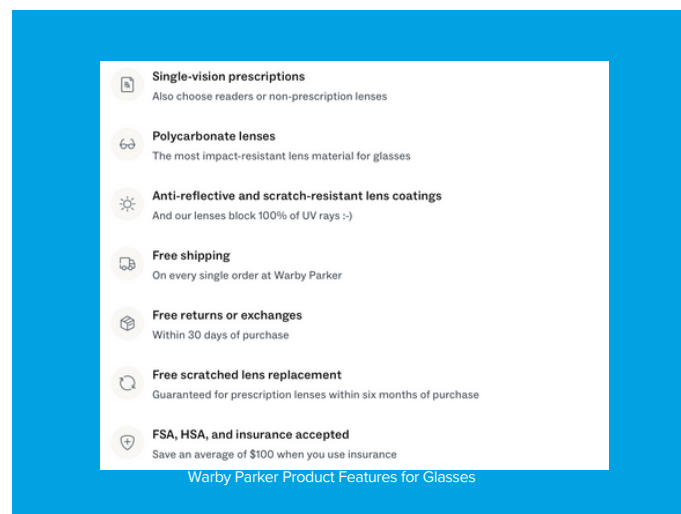 Single-vision prescriptions
Also choose readers or non-prescription lenses
Polycarbonate lenses
The most impact-resistant lens material for glasses
Anti-reflective and scratch-resistant lens coatings
And our lenses block 100% of UV rays :-)
Free shipping
On every single order at Warby Parker
Free returns or exchanges
Within 30 days of purchase
Free scratched lens replacement
Guaranteed for prescription lenses within six months of purchase
FSA, HSA, and insurance accepted
Save an average of $100 when you use insurance
Warby Parker Product Features for Glasses